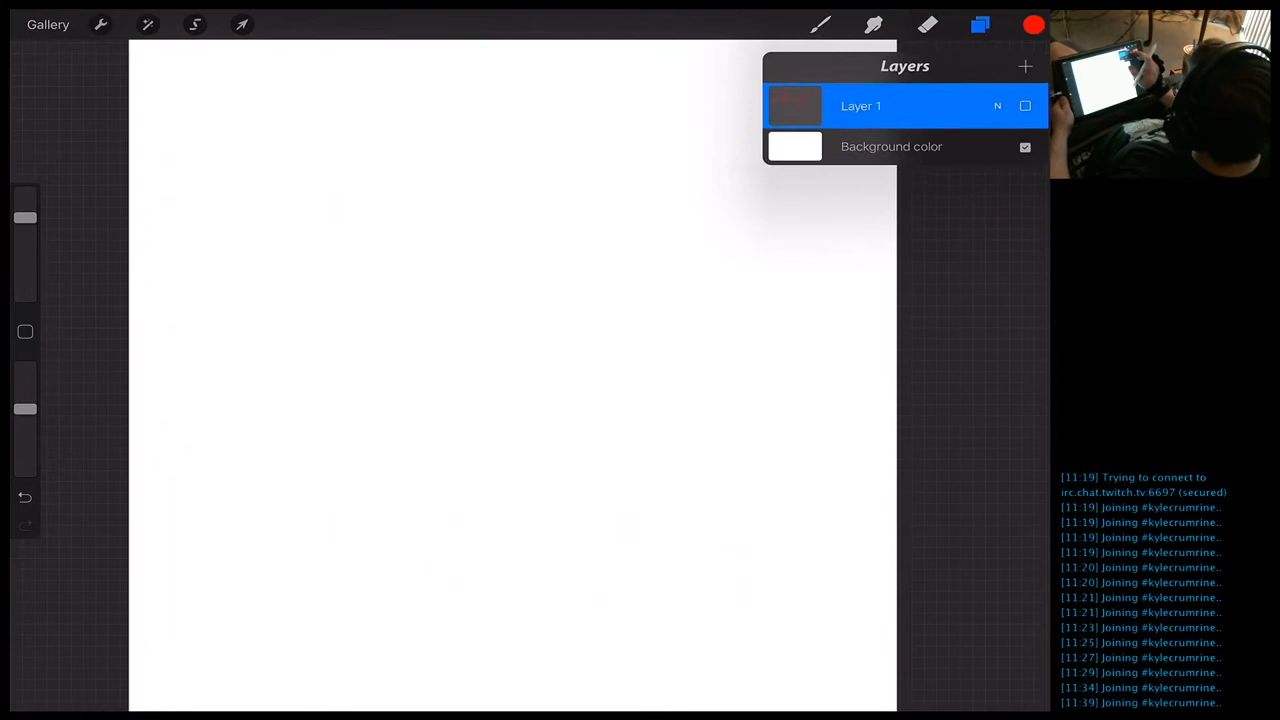 Gallery
Layers
Layer 1
N
Background color
[11:19] Trying to connect to
irc.chat.twitch.tv:6697 (secured)
[11:19] Joining #kylecrumrine..
[11:19] Joining #kylecrumrine..
[11:19] Joining #kylecrumrine..
[11:19] Joining #kylecrumrine..
[11:20] Joining #kylecrumrine..
[11:20] Joining #kylecrumrine..
[11:21] Joining #kylecrumrine..
[11:21] Joining #kylecrumrine..
[11:23] Joining #kylecrumrine..
[11:25] Joining #kylecrumrine..
[11:27] Joining #kylecrumrine..
[11:29] Joining #kylecrumrine..
[11:34] Joining #kylecrumrine..
[11:39] Joining #kylecrumrine..